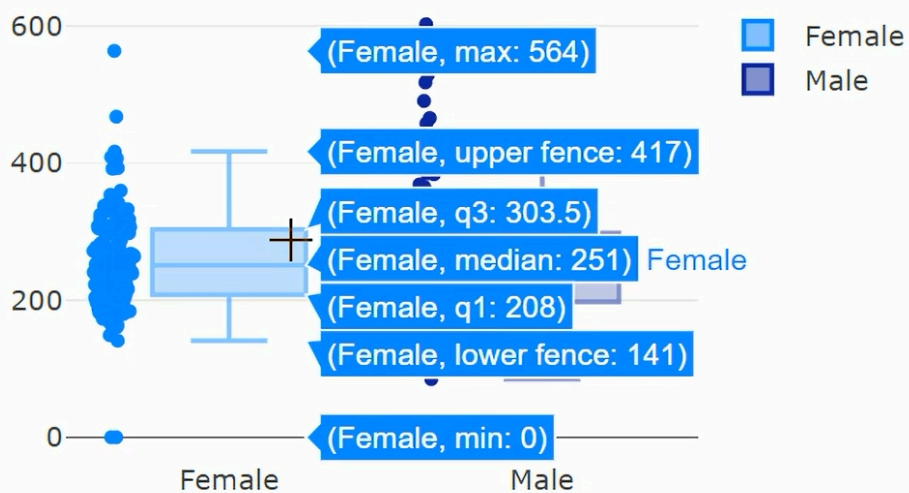 600
(Female, max: 564)
Female
Male
400
(Female, upper fence: 417)
(Female, q3: 303.5)
(Female, median: 251) Female
200
(Female, q1: 208)
(Female, lower fence: 141)
0
(Female, min: 0)
Female
Male